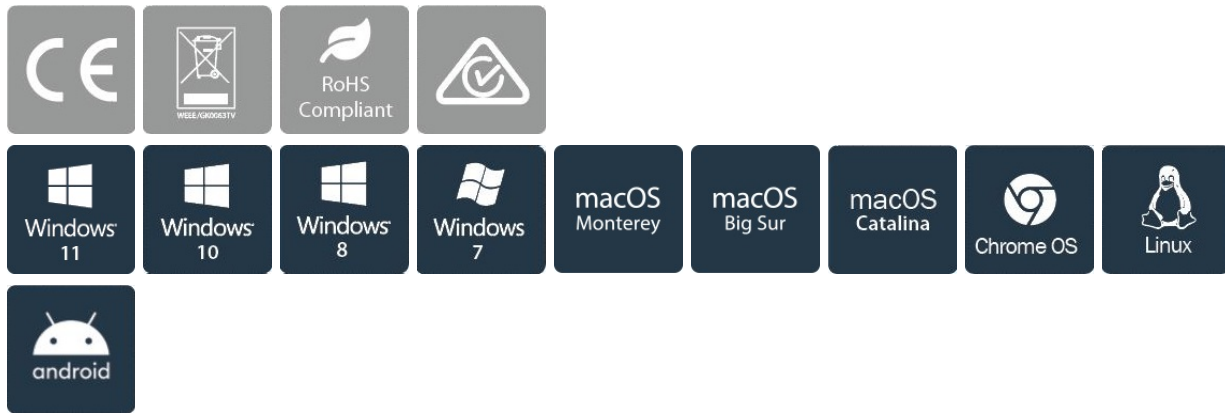 CE
WEEE/GK0083TV
RoHS
Compliant
Windows
11
Windows
10
Windows
8
Windows
7
macOS
Monterey
macOS
Big Sur
macOS
Catalina
Chrome OS
Linux
android